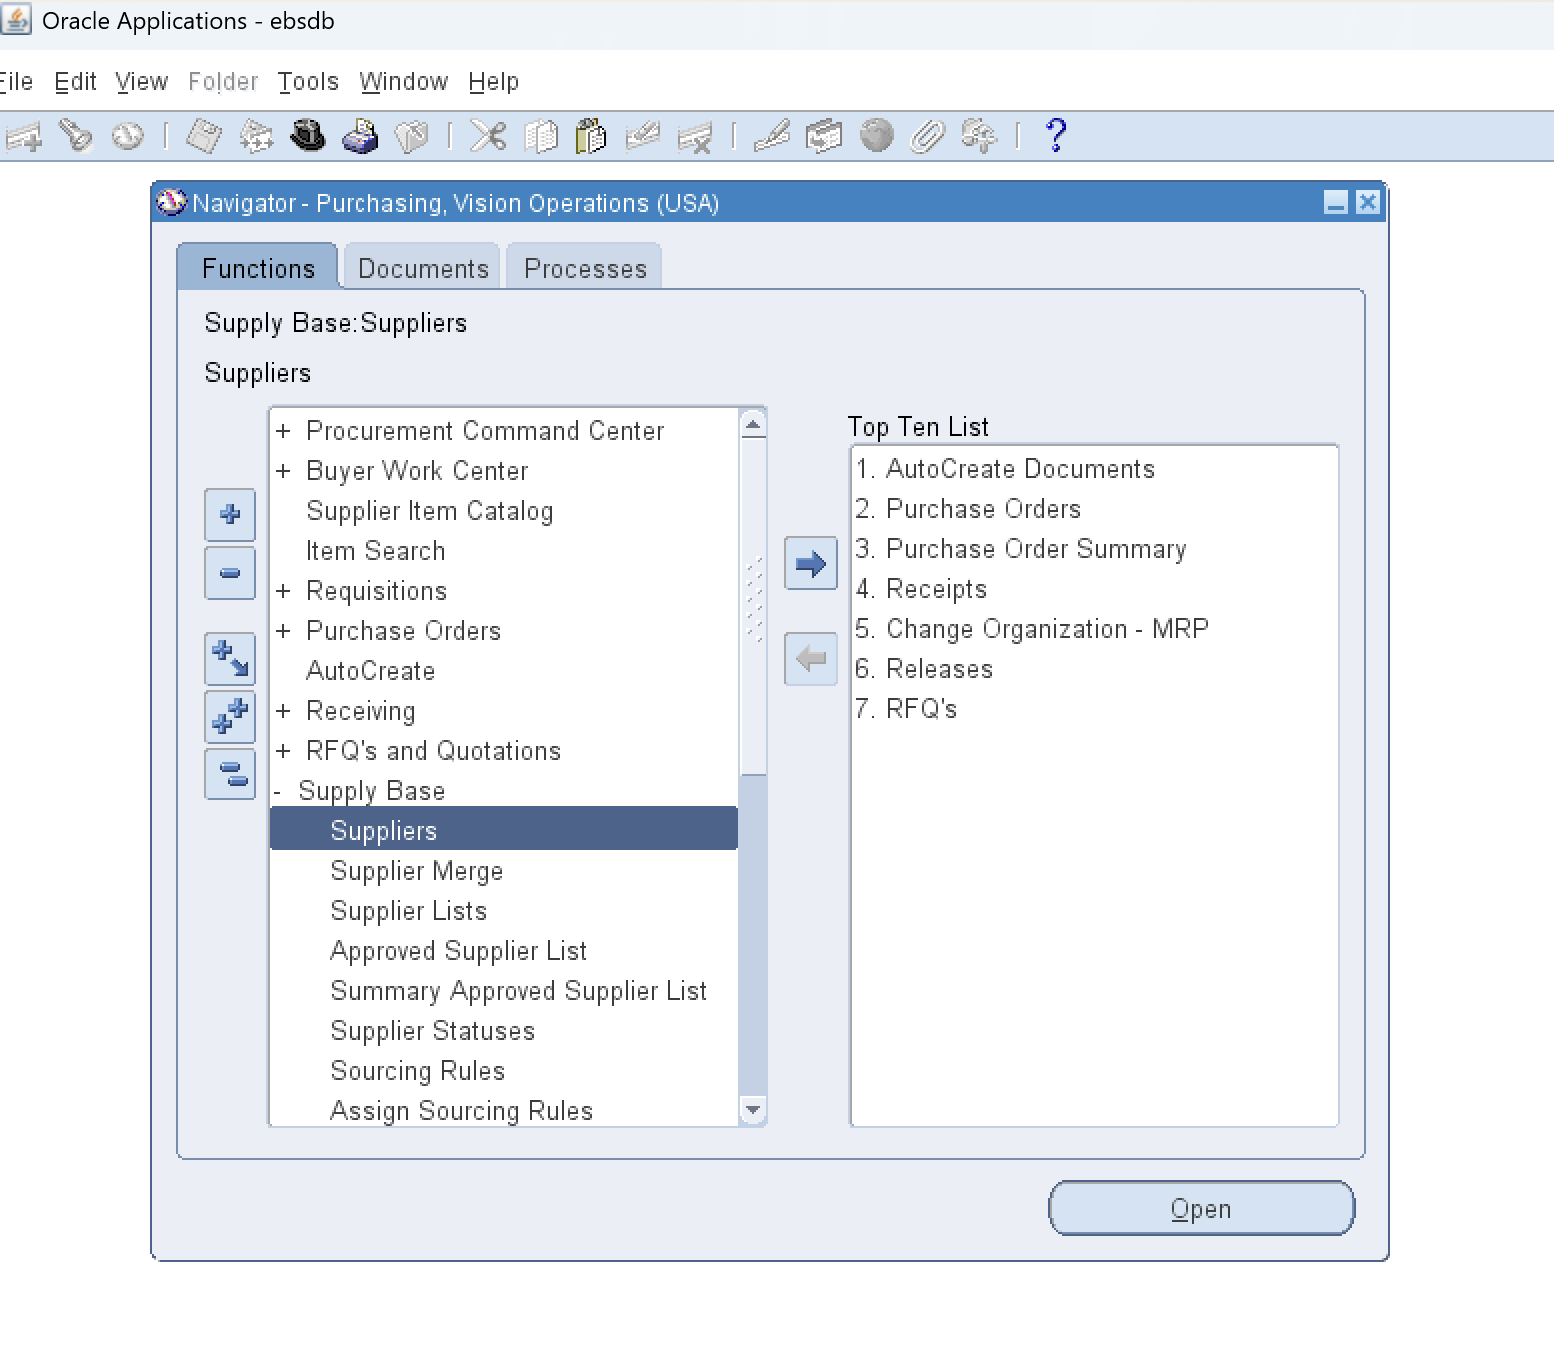 Oracle Applications - ebsdb
File Edit View Folder Tools Window Help
?
Navigator - Purchasing, Vision Operations (USA)
Functions Documents Processes
Supply Base:Suppliers
Suppliers
+ Procurement Command Center
+ Buyer Work Center
Supplier Item Catalog
Item Search
+ Requisitions
+ Purchase Orders
AutoCreate
+ Receiving
+ RFQ's and Quotations
- Supply Base
Suppliers
Supplier Merge
Supplier Lists
Approved Supplier List
Summary Approved Supplier List
Supplier Statuses
Sourcing Rules
Assign Sourcing Rules
Top Ten List
1. AutoCreate Documents
2. Purchase Orders
3. Purchase Order Summary
4. Receipts
5. Change Organization - MRP
6. Releases
7. RFQ's
Open